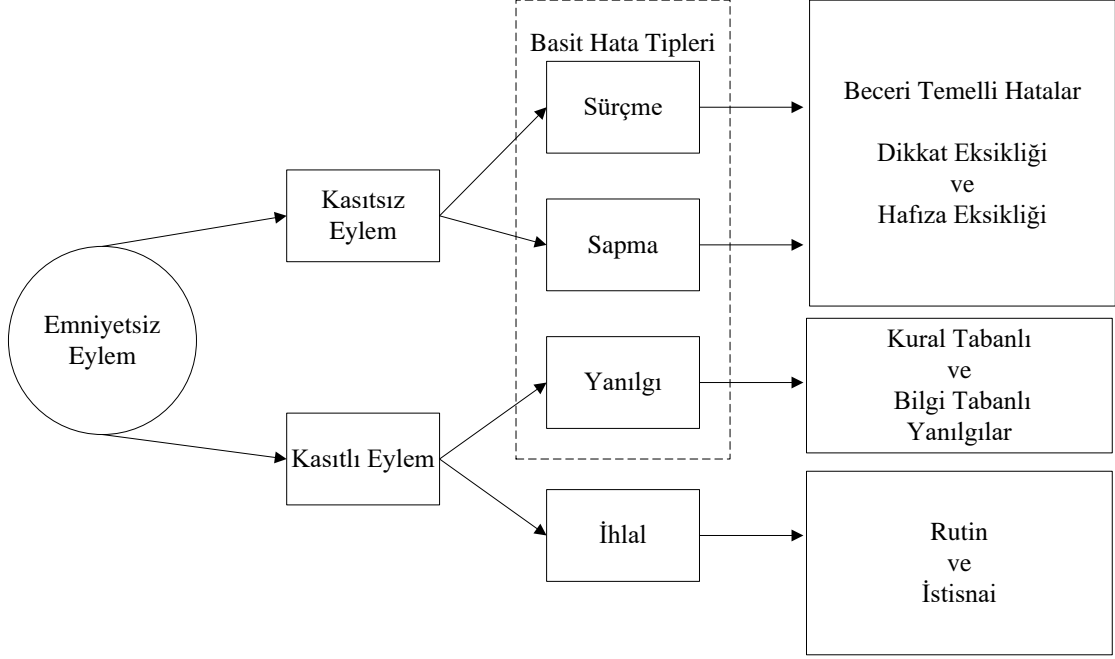 Emniyetsiz
Eylem
Kasıtsız
Eylem
Kasıtlı Eylem
Basit Hata Tipleri
Sürçme
Sapma
Yanılgı
İhlal
Beceri Temelli Hatalar
Dikkat Eksikliği
ve
Hafıza Eksikliği
Kural Tabanlı
ve
Bilgi Tabanlı
Yanılgılar
Rutin
ve
İstisnai